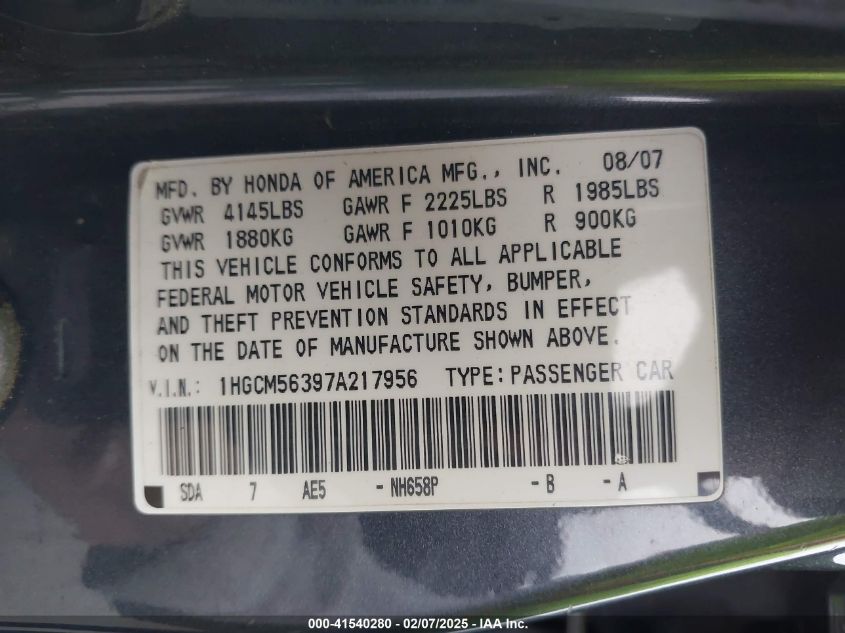 MFD. BY HONDA OF AMERICA MFG., INC. 08/07
GVWR 4145LBS GAWR F 2225LBS R 1985LBS
GVWR 1880KG GAWR F 1010KG R 900KG
THIS VEHICLE CONFORMS TO ALL APPLICABLE
FEDERAL MOTOR VEHICLE SAFETY, BUMPER,
AND THEFT PREVENTION STANDARDS IN EFFECT
ON THE DATE OF MANUFACTURE SHOWN ABOVE.
V.I.N.: 1HGCM56397A217956 TYPE: PASSENGER CAR
SDA 7 AE5 - NH658P - B - A
000-41540280 - 02/07/2025 - IAA Inc.